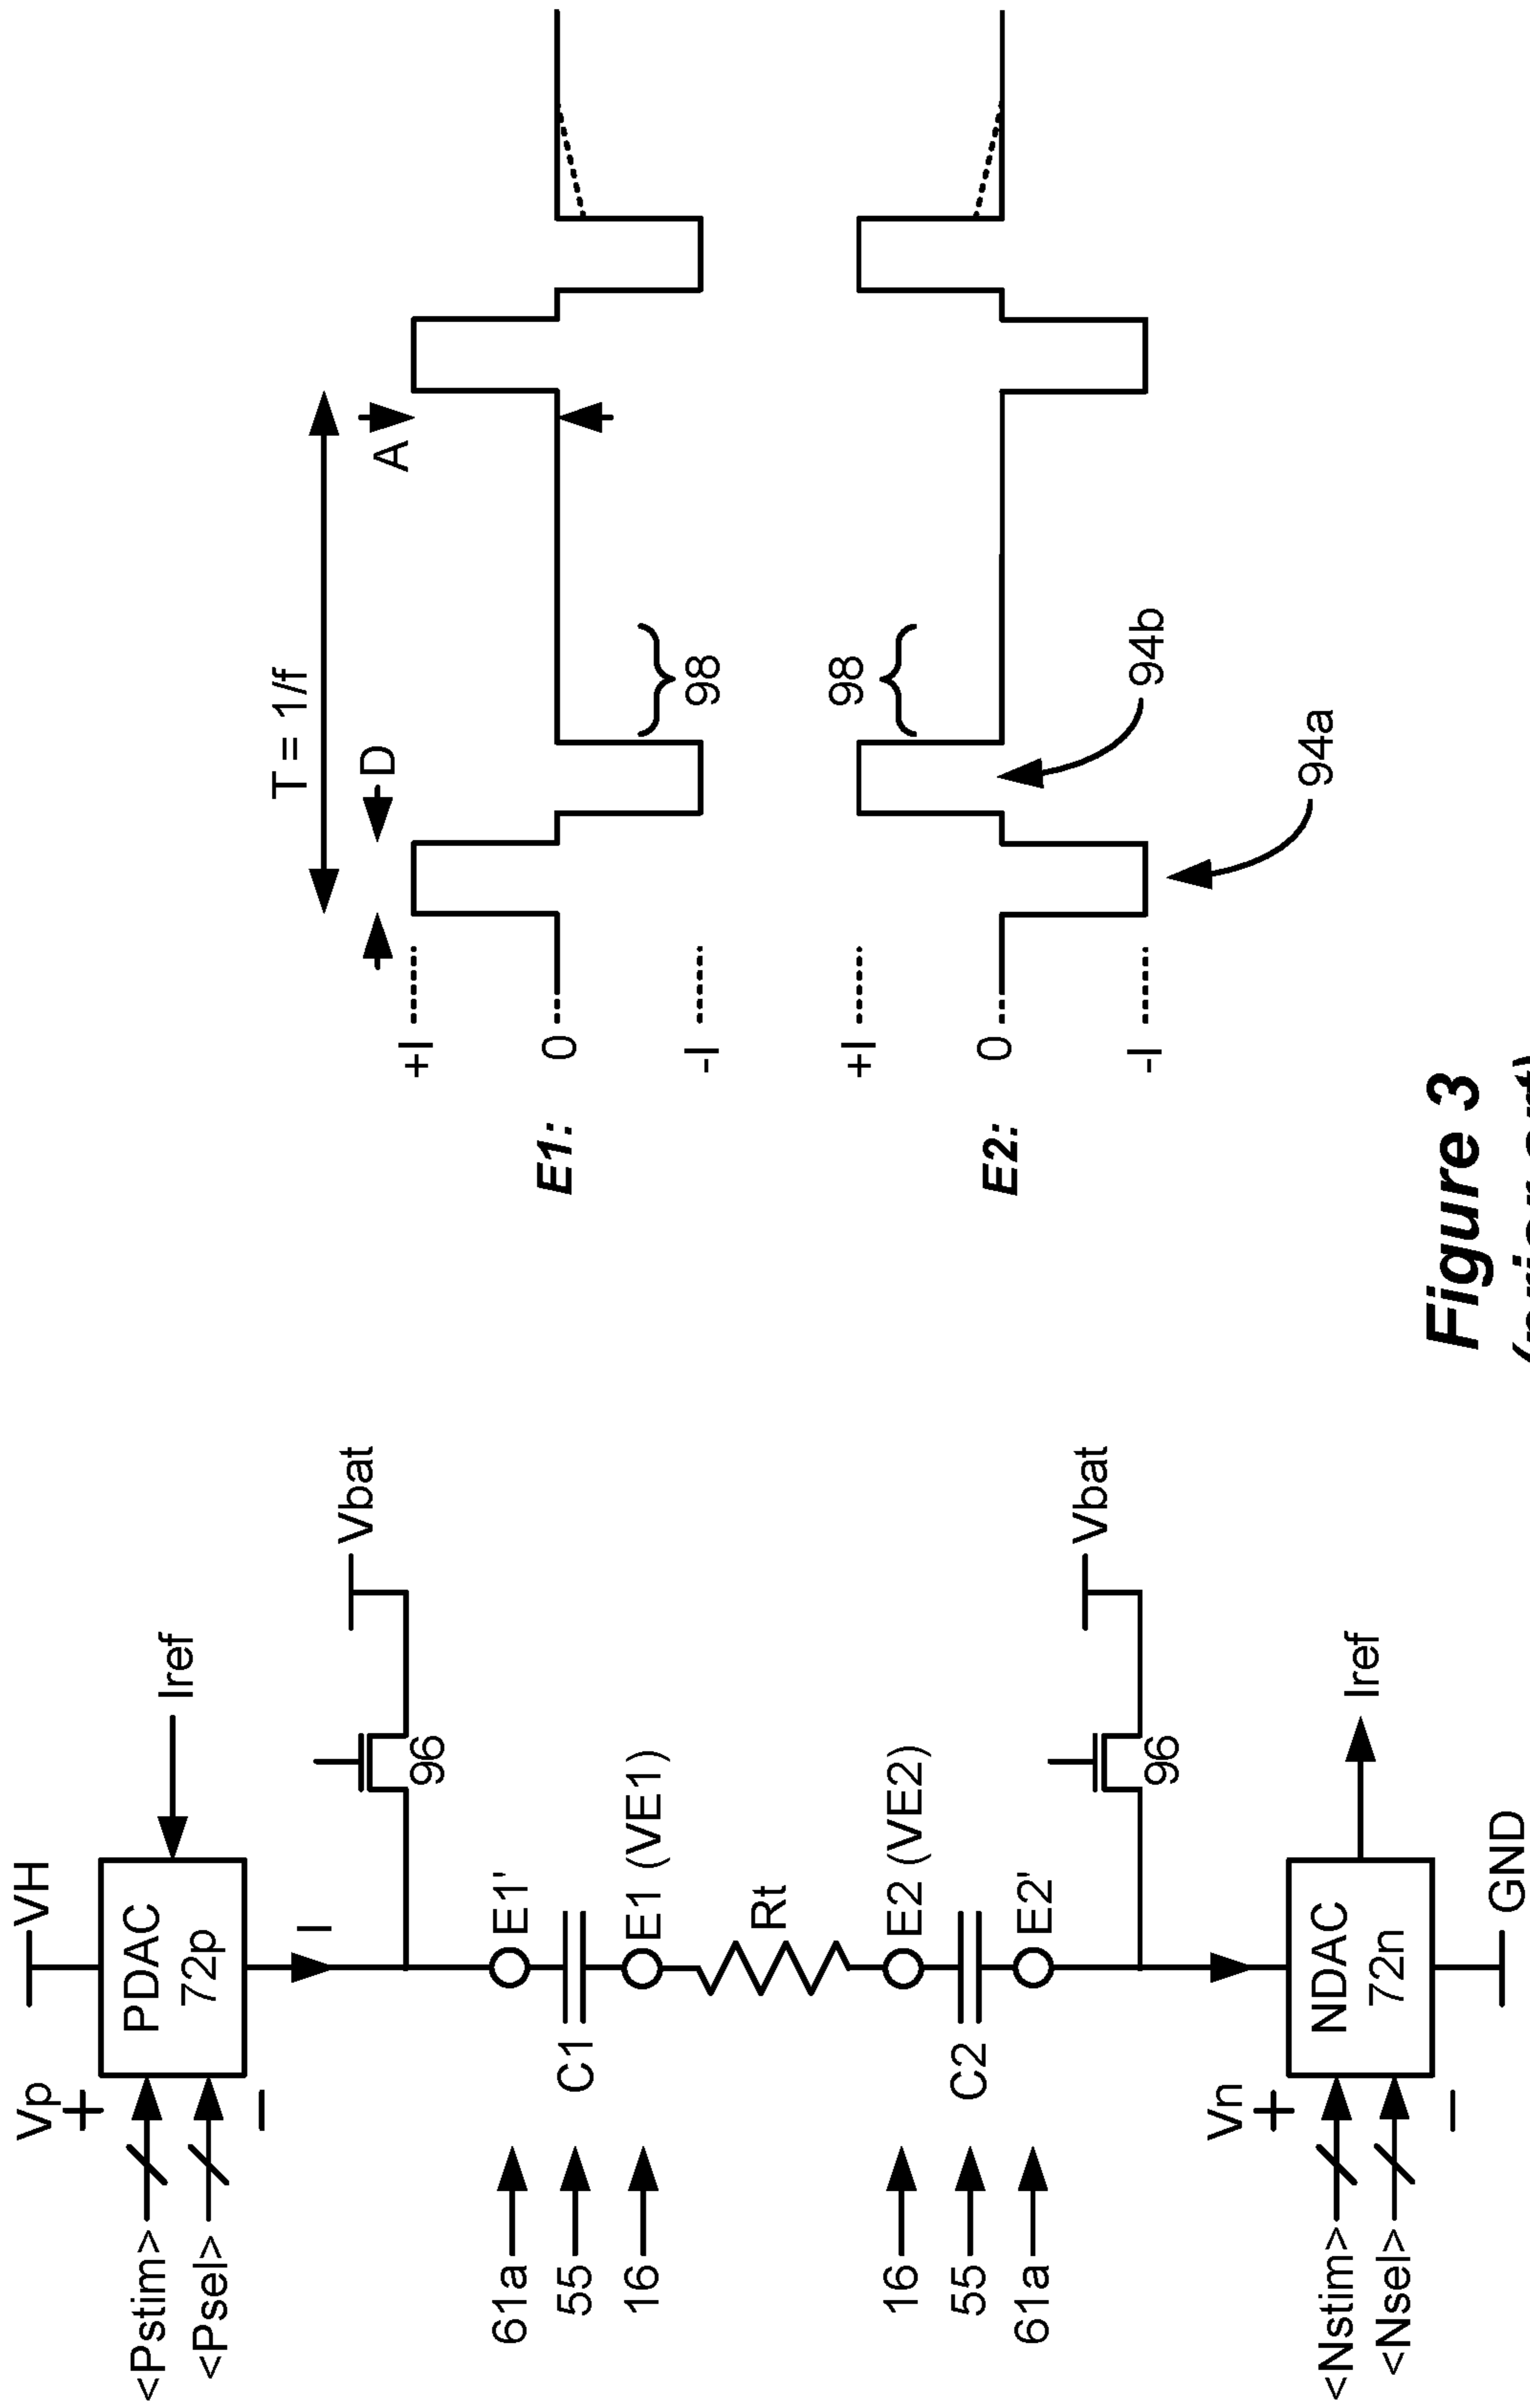 VH
Vp
+
PDAC
72p
<Pstim>
<Psel>
–
Iref
I
Vbat
96
61a
E1'
55
C1
16
E1 (VE1)
Rt
16
E2 (VE2)
55
C2
61a
E2'
Vbat
96
Vn
+
NDAC
72n
<Nstim>
<Nsel>
–
Iref
GND
T = 1/f
D
A
+I
E1:
0
-I
98
+I
98
E2:
0
-I
94b
94a
Figure 3
(prior art)